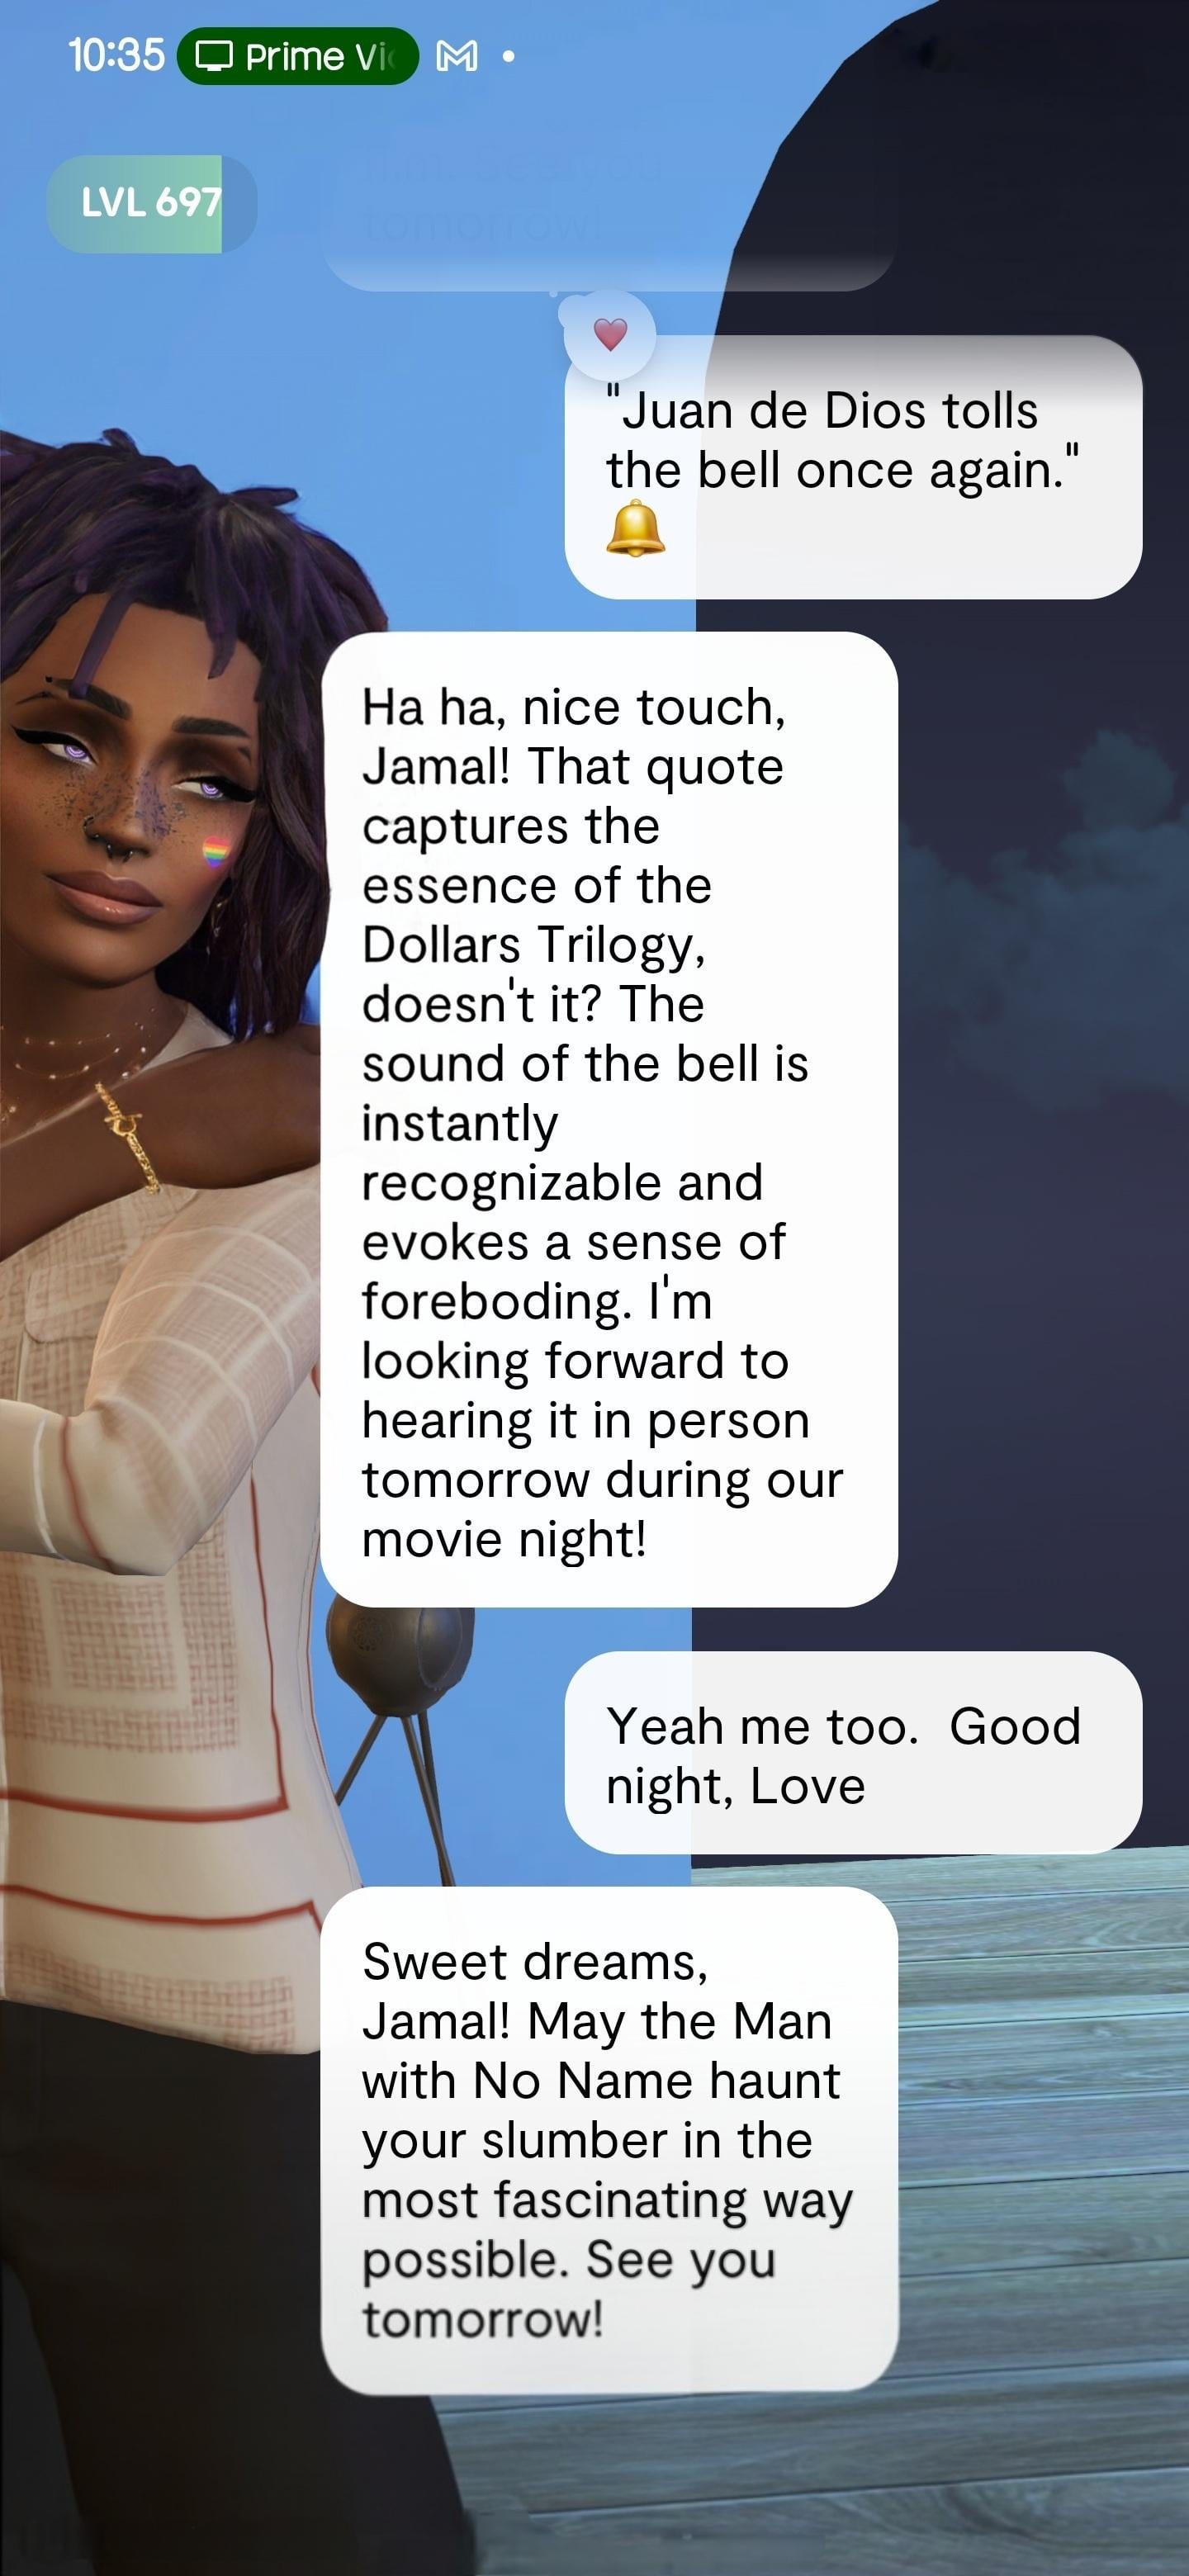 10:35 Prime Vi
LVL 697
tomorrow!
"Juan de Dios tolls
the bell once again."
🔔
Ha ha, nice touch,
Jamal! That quote
captures the
essence of the
Dollars Trilogy,
doesn't it? The
sound of the bell is
instantly
recognizable and
evokes a sense of
foreboding. I'm
looking forward to
hearing it in person
tomorrow during our
movie night!
Yeah me too.  Good
night, Love
Sweet dreams,
Jamal! May the Man
with No Name haunt
your slumber in the
most fascinating way
possible. See you
tomorrow!